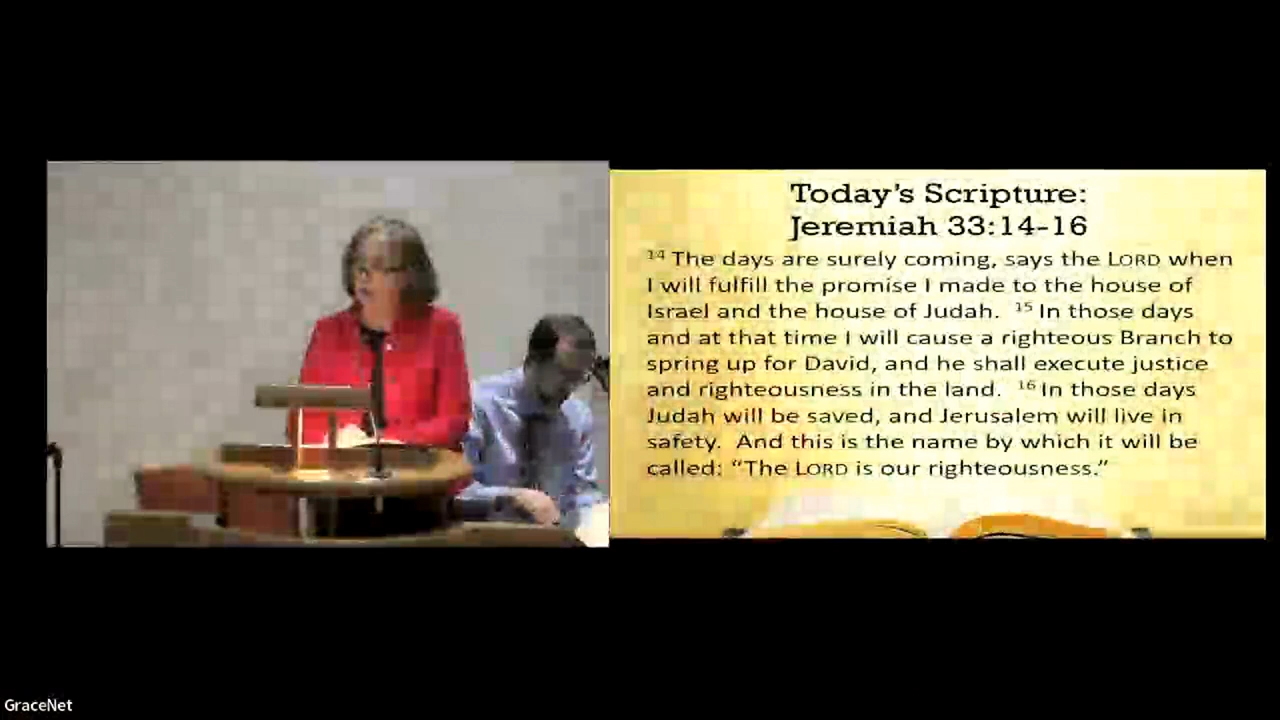 Today's Scripture:
Jeremiah 33:14-16
14 The days are surely coming, says the LORD when
I will fulfill the promise I made to the house of
Israel and the house of Judah. 15 In those days
and at that time I will cause a righteous Branch to
spring up for David, and he shall execute justice
and righteousness in the land. 16 In those days
Judah will be saved, and Jerusalem will live in
safety. And this is the name by which it will be
called: “The LORD is our righteousness.”
GraceNet